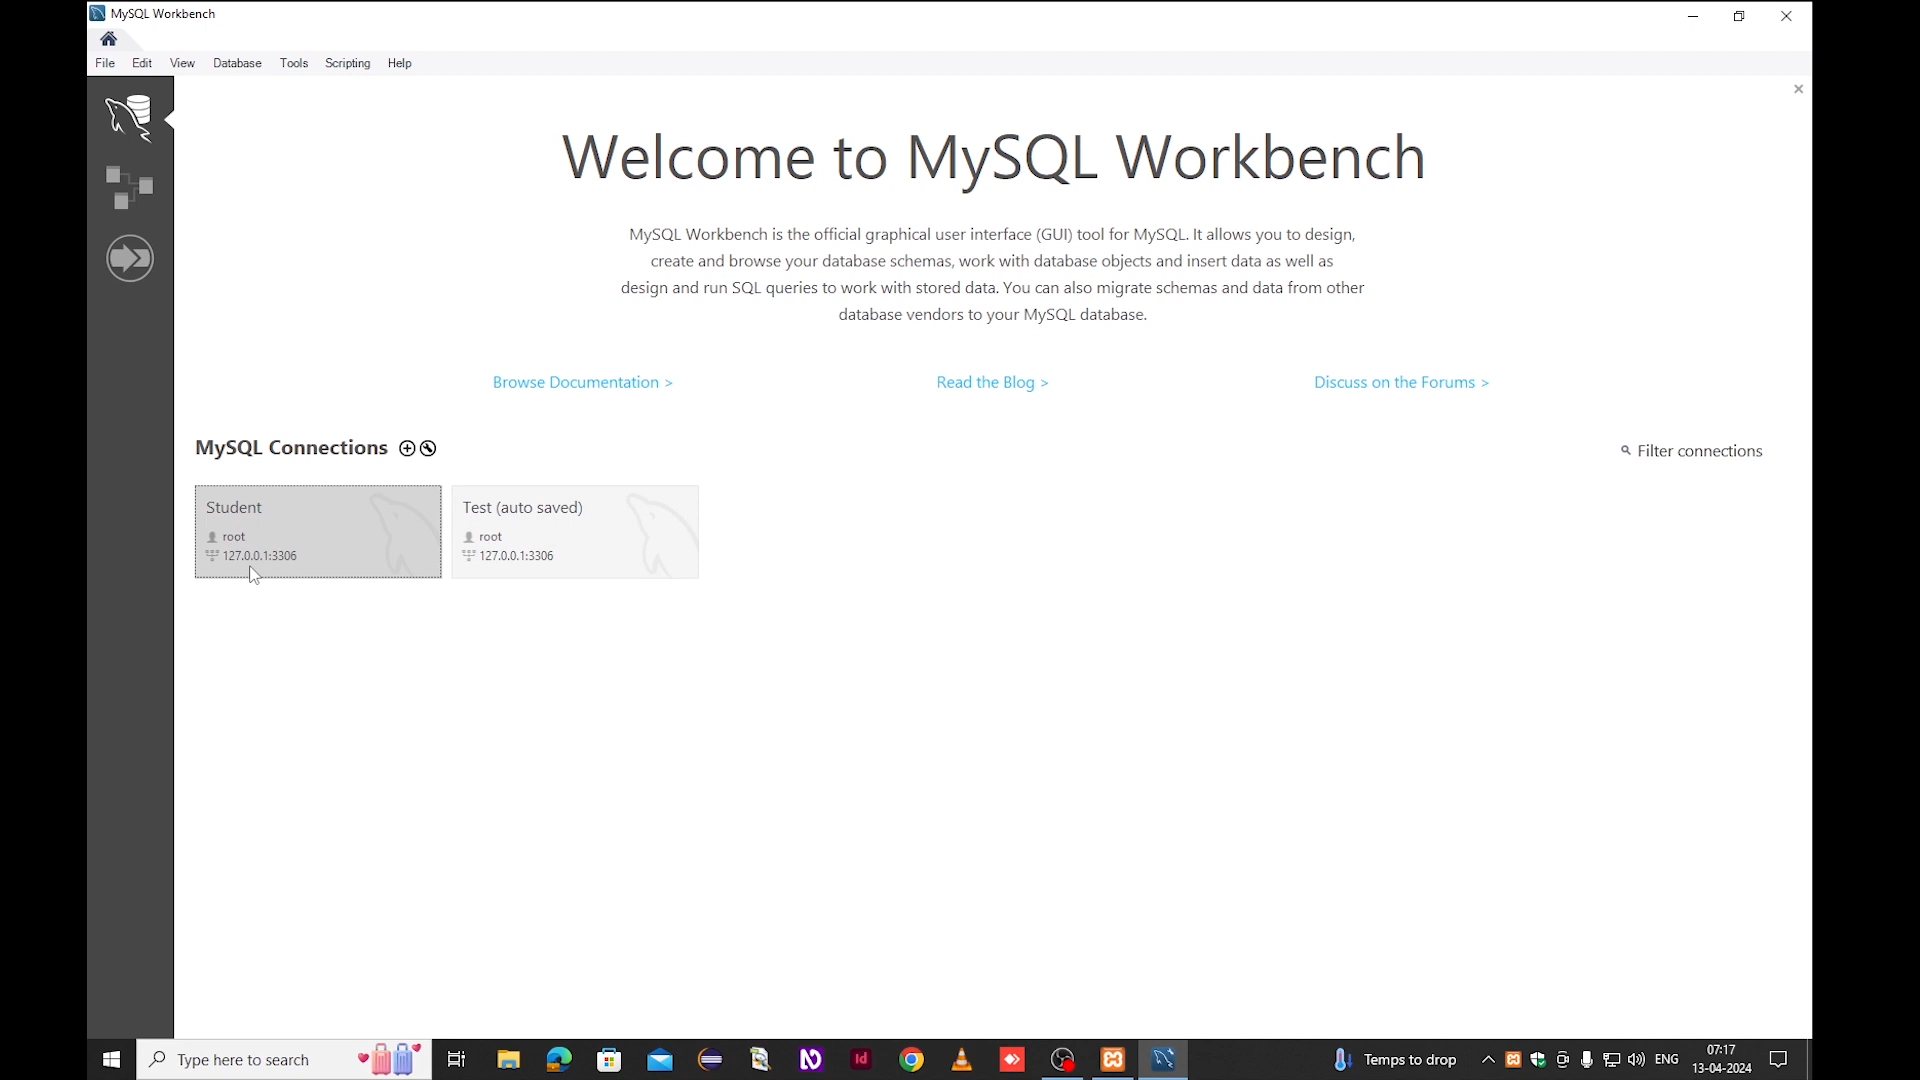 MySQL Workbench
File Edit View Database Tools Scripting Help
Welcome to MySQL Workbench
MySQL Workbench is the official graphical user interface (GUI) tool for MySQL. It allows you to design,
create and browse your database schemas, work with database objects and insert data as well as
design and run SQL queries to work with stored data. You can also migrate schemas and data from other
database vendors to your MySQL database.
Browse Documentation > Read the Blog > Discuss on the Forums >
MySQL Connections Filter connections
Student
root
127.0.0.1:3306
Test (auto saved)
root
127.0.0.1:3306
Type here to search
Id
Temps to drop
ENG
07:17
13-04-2024